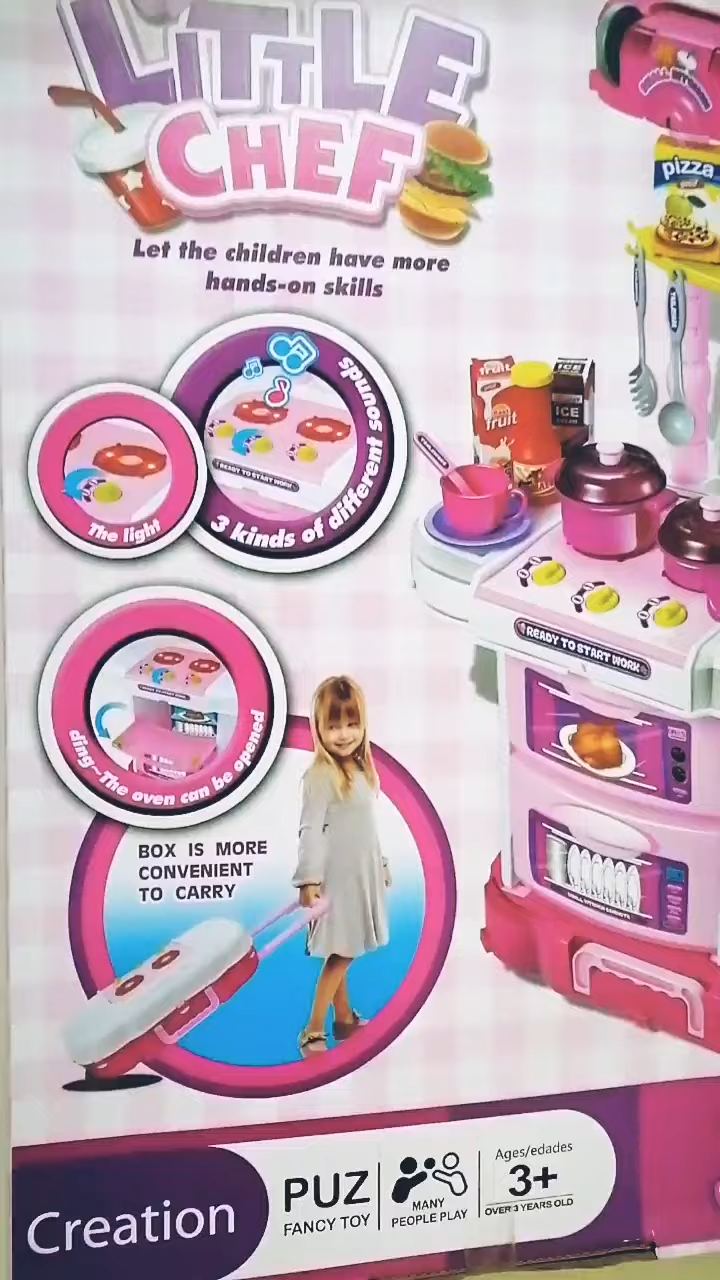 LITTLE
CHEF
Let the children have more
hands-on skills
pizza
3 kinds of different sounds
READY TO START WORK
The light
fruit
fruit
ICE
ICE
READY TO START WORK
ding~The oven can be opened
BOX IS MORE
CONVENIENT
TO CARRY
Creation
PUZ
FANCY TOY
MANY
PEOPLE PLAY
Ages/edades
3+
OVER 3 YEARS OLD